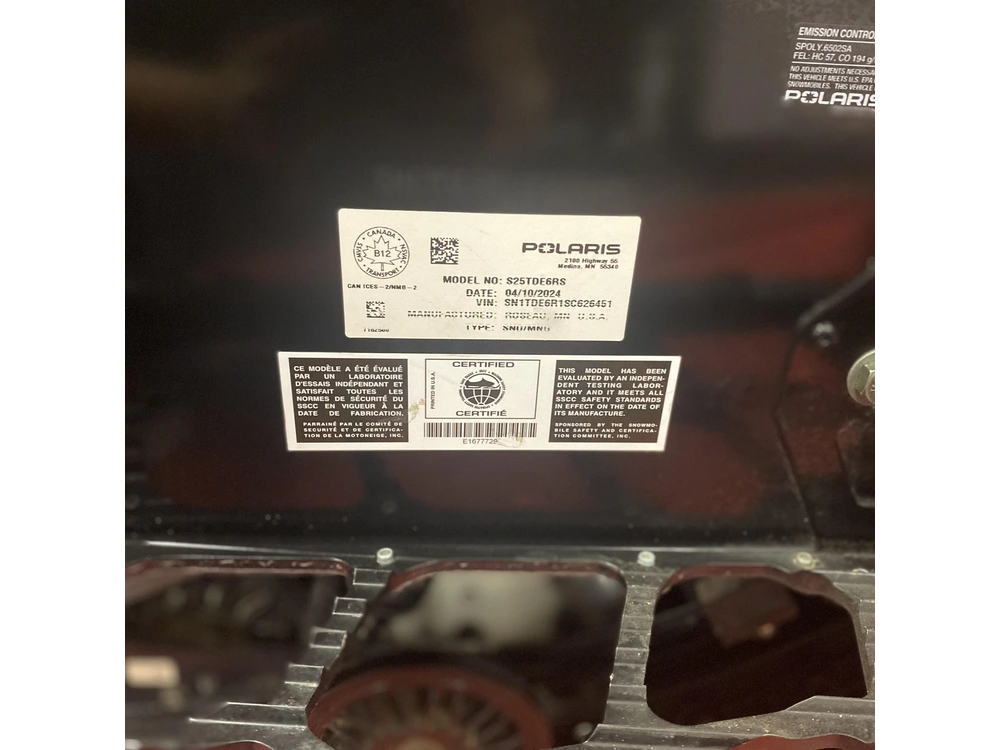 EMISSION CONTRO
SPOLY.6502SA
FEL: HC 57, CO 194 g/
NO ADJUSTMENTS NECESSA
THIS VEHICLE MEETS U.S. EPA
SNOWMOBILES. THIS VEHICLE
POLARIS
CANADA
B12
TRANSPORT
CAN ICES-2/NMB-2
POLARIS
2100 Highway 55
Medina, MN 55340
MODEL NO: S25TDE6RS
DATE: 04/10/2024
VIN: SN1TDE6R1SC626451
MANUFACTURED: ROSEAU, MN U.S.A.
TYPE: SNO/MNG
CE MODÈLE A ÉTÉ ÉVALUÉ
PAR UN LABORATOIRE
D'ESSAIS INDÉPENDANT ET
SATISFAIT TOUTES LES
NORMES DE SÉCURITÉ DU
SSCC EN VIGUEUR À LA
DATE DE FABRICATION.
PARRAINÉ PAR LE COMITÉ DE
SÉCURITÉ ET DE CERTIFICA-
TION DE LA MOTONEIGE, INC.
CERTIFIED
PRINTED IN U.S.A.
CERTIFIÉ
E1677729
THIS MODEL HAS BEEN
EVALUATED BY AN INDEPEN-
DENT TESTING LABOR-
ATORY AND IT MEETS ALL
SSCC SAFETY STANDARDS
IN EFFECT ON THE DATE OF
ITS MANUFACTURE.
SPONSORED BY THE SNOWMO-
BILE SAFETY AND CERTIFICA-
TION COMMITTEE, INC.